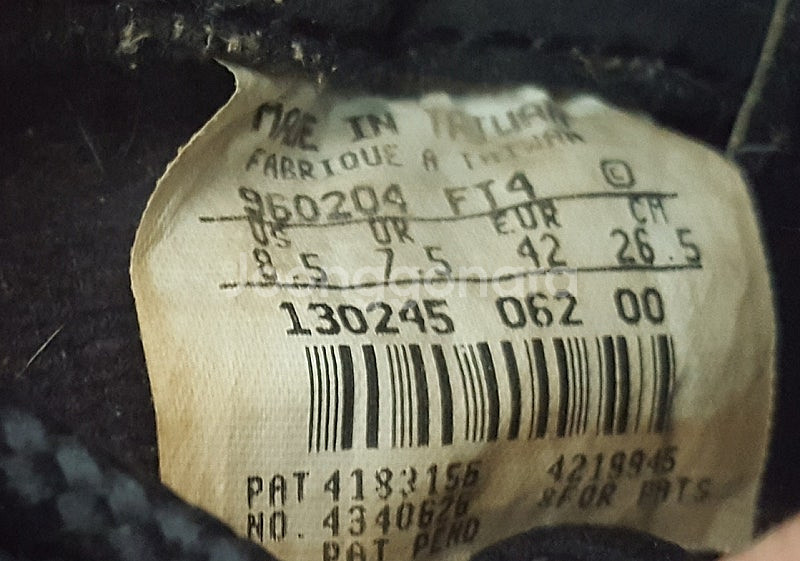 MADE IN TAIWAN
FABRIQUE A TAIWAN
960204 FT4 ©
US UK EUR CM
8.5 7.5 42 26.5
Joonggonara
130245 062 00
PAT 4183156 4219945
NO. 4340626 &FOR PATS
PAT PEND